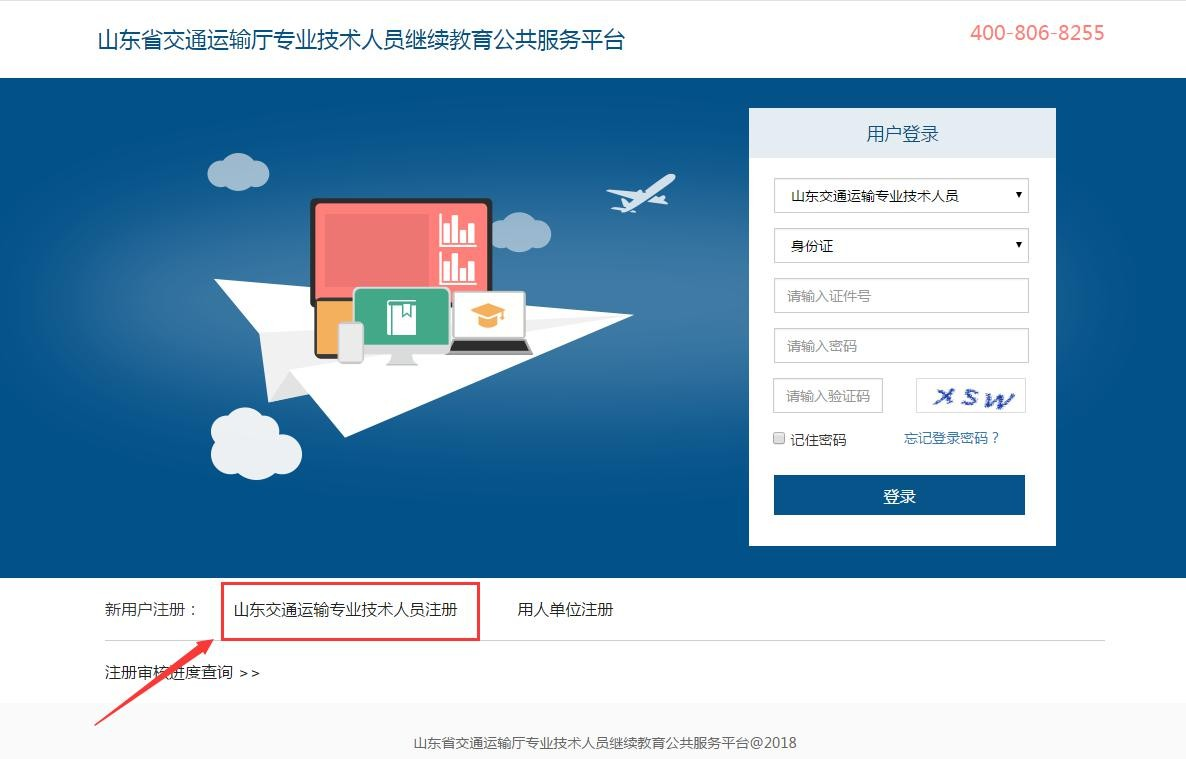 山东省交通运输厅专业技术人员继续教育公共服务平台
400-806-8255
用户登录
山东交通运输专业技术人员
身份证
请输入证件号
请输入密码
请输入验证码
XSW
记住密码
忘记登录密码？
登录
新用户注册：
山东交通运输专业技术人员注册
用人单位注册
注册审核进度查询 >>
山东省交通运输厅专业技术人员继续教育公共服务平台@2018